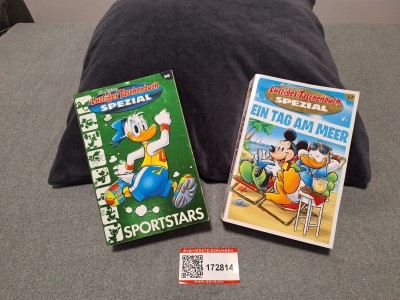 Lustiges Taschenbuch
SPEZIAL
SPORTSTARS
Lustiges Taschenbuch
SPEZIAL
EIN TAG AM MEER
172814